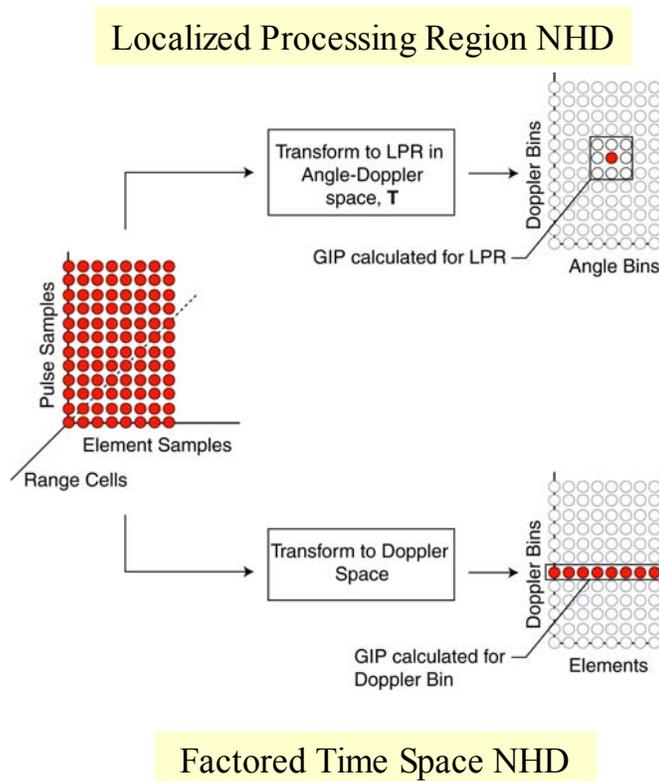 Localized Processing Region NHD
Transform to LPR in
Angle-Doppler
space, T
Doppler Bins
GIP calculated for LPR
Angle Bins
Pulse Samples
Element Samples
Range Cells
Transform to Doppler
Space
Doppler Bins
GIP calculated for
Doppler Bin
Elements
Factored Time Space NHD